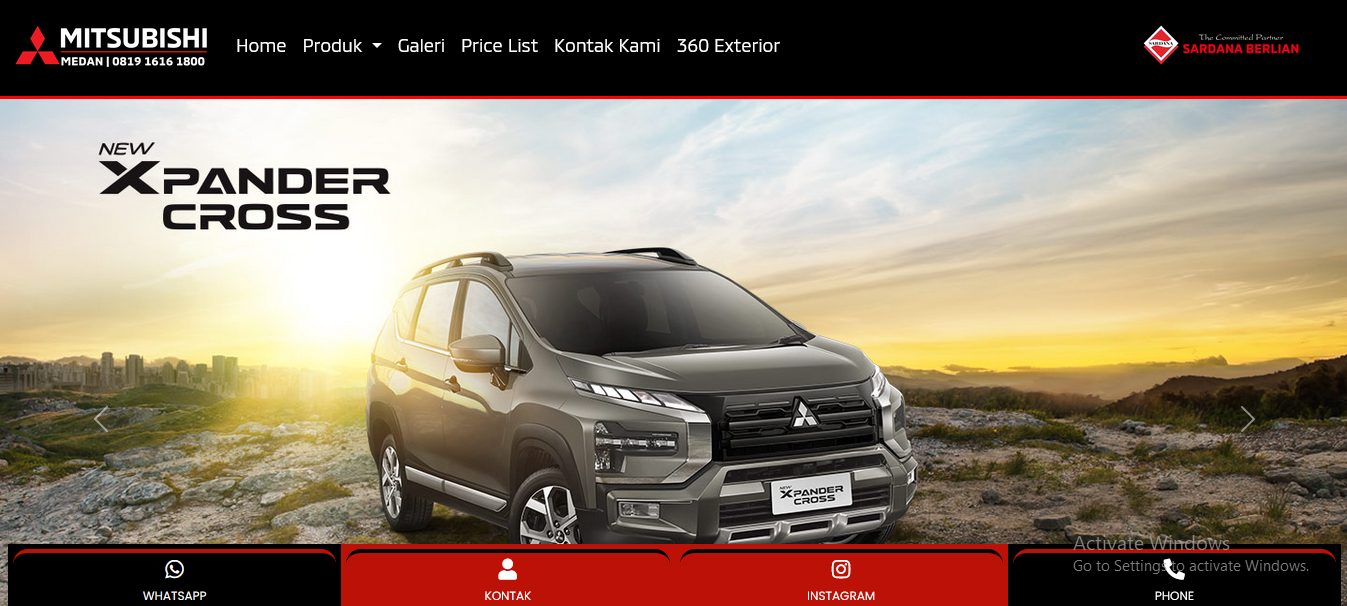 MITSUBISHI
MEDAN | 0819 1616 1800
Home Produk Galeri Price List Kontak Kami 360 Exterior
The Committed Partner
SARDANA
SARDANA BERLIAN
NEW
XPANDER
CROSS
NEW
XPANDER
CROSS
Activate Windows
Go to Settings to activate Windows.
WHATSAPP KONTAK INSTAGRAM PHONE